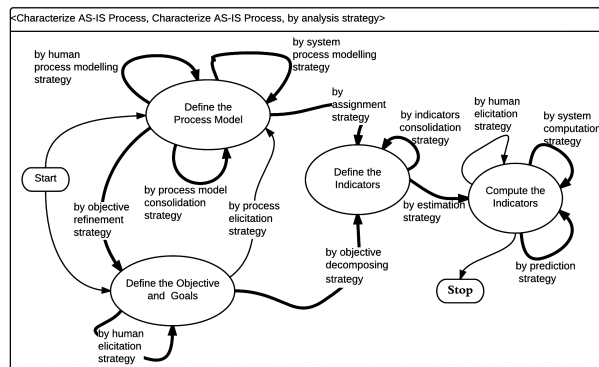 <Characterize AS-IS Process, Characterize AS-IS Process, by analysis strategy>
by human
process modelling
strategy
by system
process modelling
strategy
Define the
Process Model
by
assignment
strategy
by indicators
consolidation
strategy
by human
elicitation
strategy
by system
computation
strategy
Start
by process model
consolidation
strategy
Define the
Indicators
Compute the
Indicators
by objective
refinement
strategy
by process
elicitation
strategy
by estimation
strategy
by objective
decomposing
strategy
by prediction
strategy
Define the Objective
and Goals
Stop
by human
elicitation
strategy